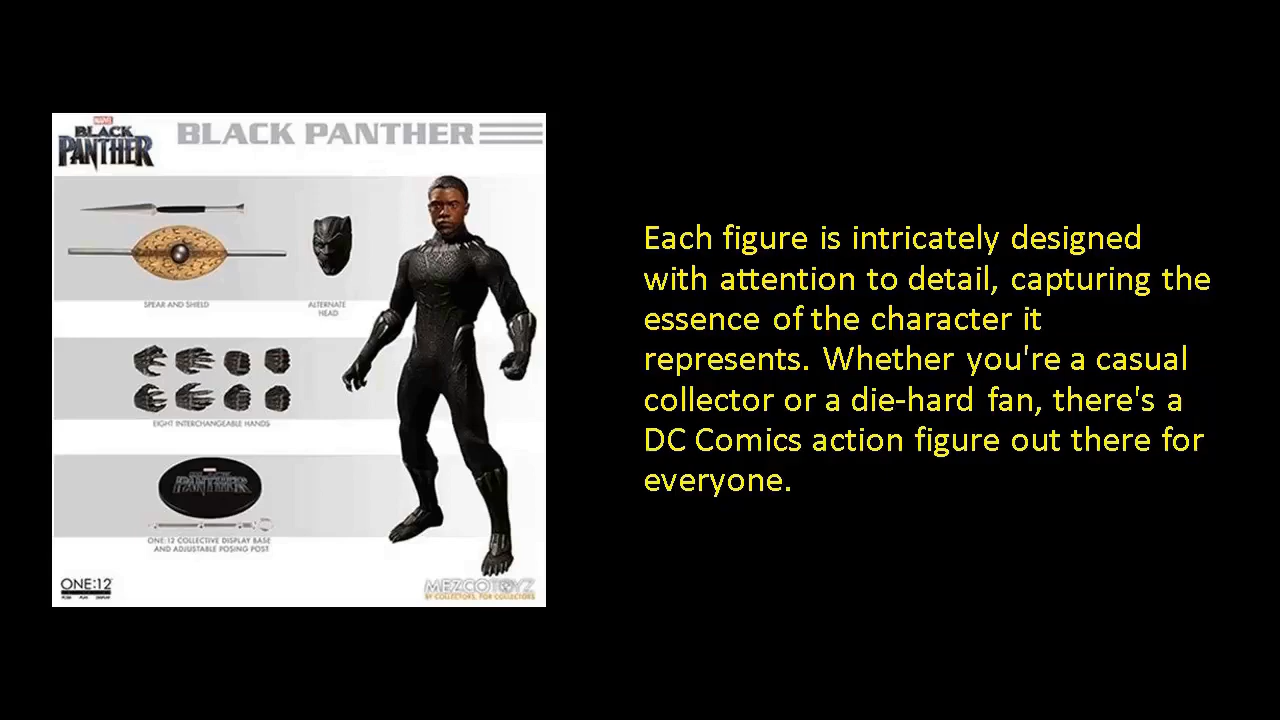 MARVEL
BLACK
PANTHER
BLACK PANTHER
SPEAR AND SHIELD
ALTERNATE
HEAD
EIGHT INTERCHANGEABLE HANDS
PANTHER
ONE:12 COLLECTIVE DISPLAY BASE
AND ADJUSTABLE POSING POST
ONE:12
MEZCOTOYZ
BY COLLECTORS, FOR COLLECTORS
Each figure is intricately designed
with attention to detail, capturing the
essence of the character it
represents. Whether you're a casual
collector or a die-hard fan, there's a
DC Comics action figure out there for
everyone.